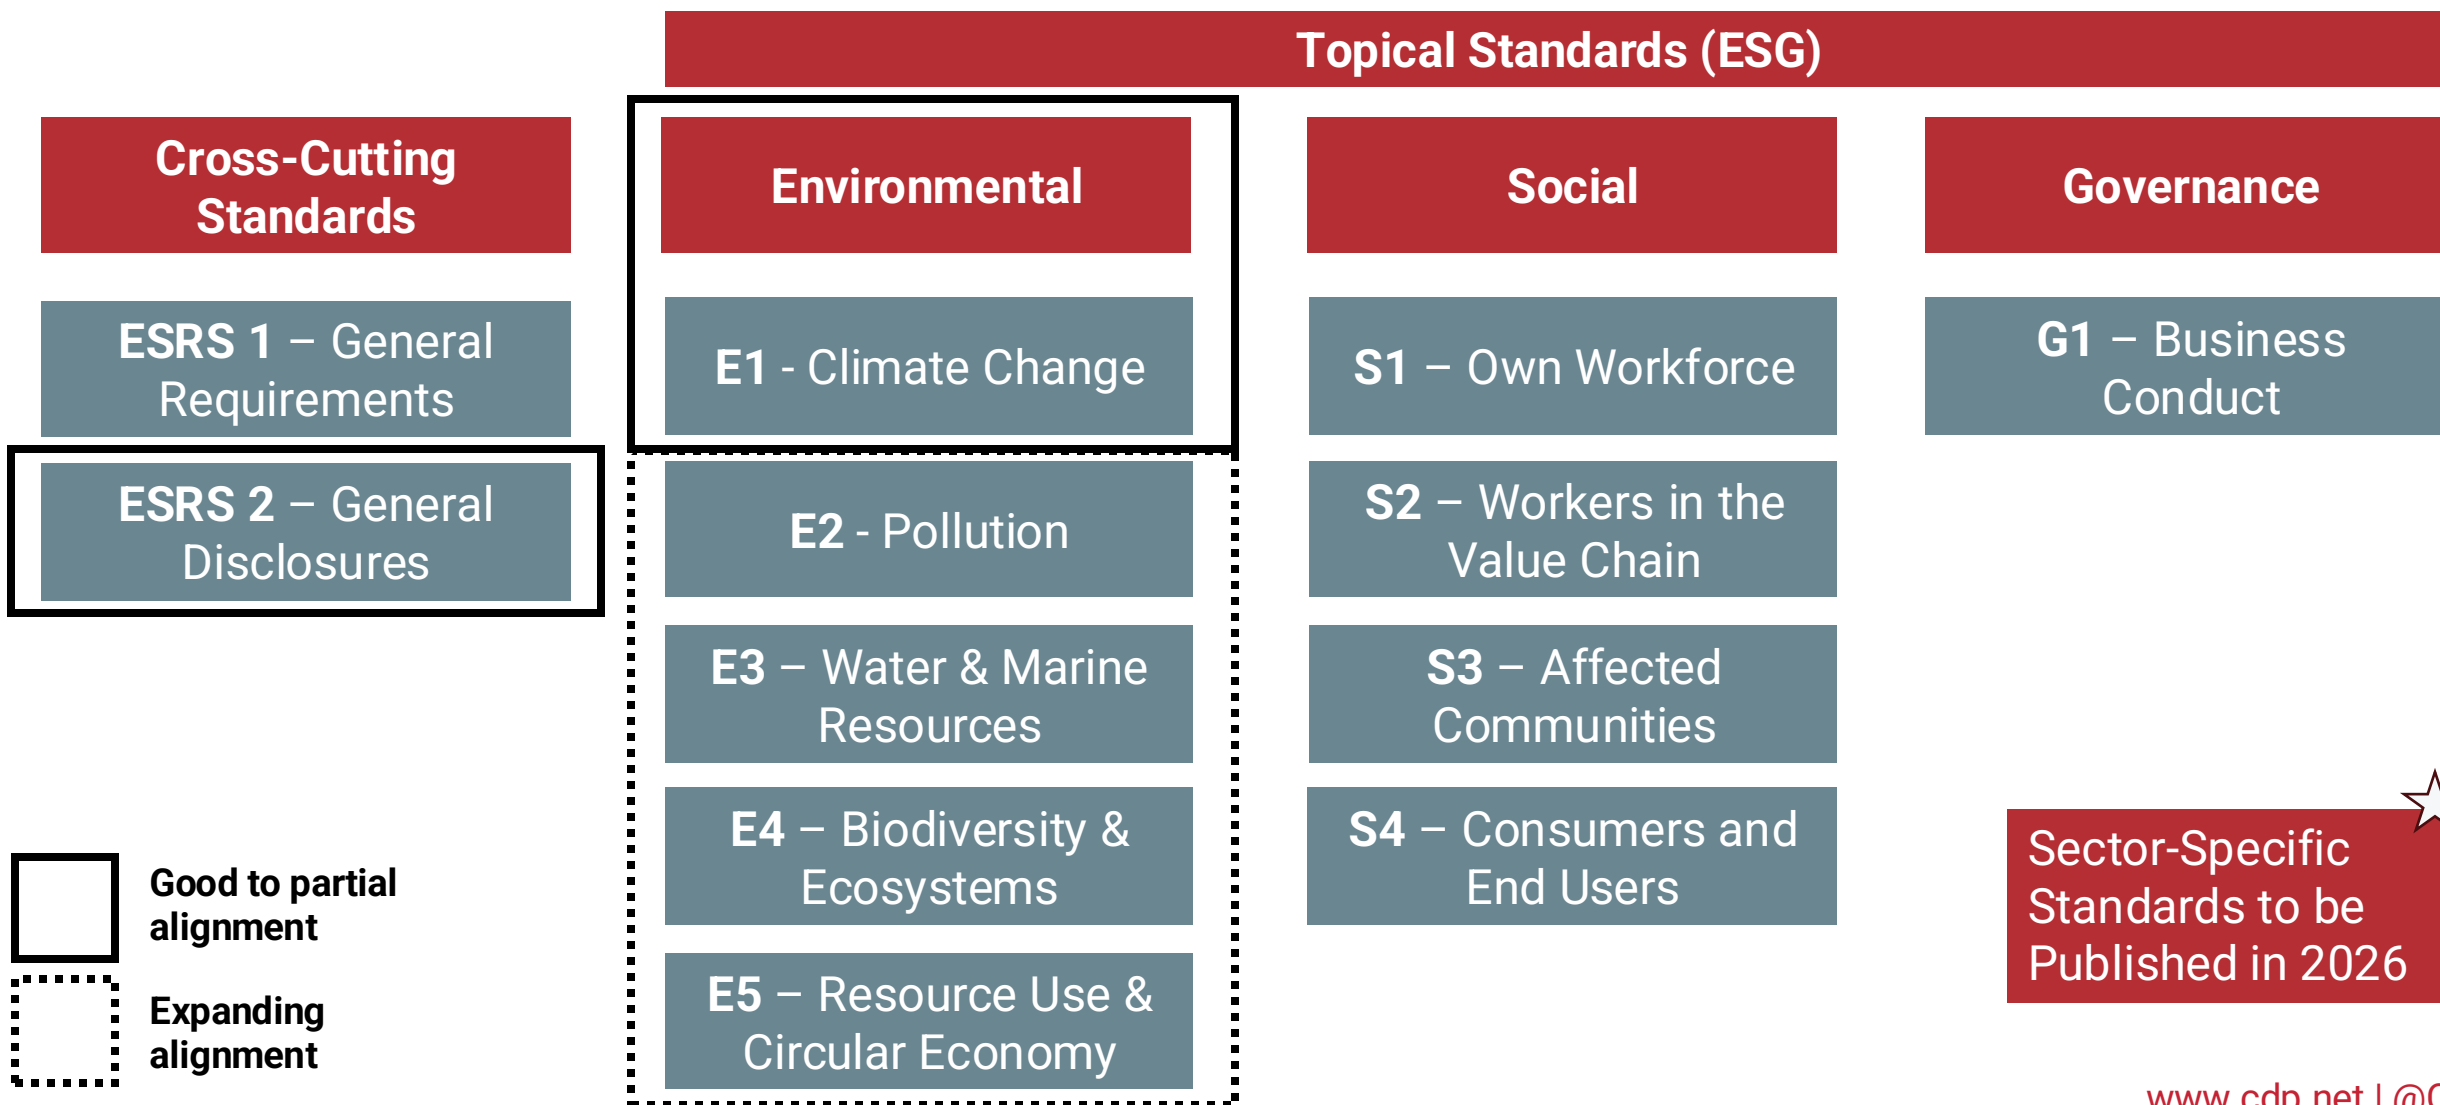 Topical Standards (ESG)
Cross-Cutting
Standards
Environmental
Social
Governance
ESRS 1 – General
Requirements
ESRS 2 – General
Disclosures
E1 - Climate Change
E2 - Pollution
E3 – Water & Marine
Resources
E4 – Biodiversity &
Ecosystems
E5 – Resource Use &
Circular Economy
S1 – Own Workforce
S2 – Workers in the
Value Chain
S3 – Affected
Communities
S4 – Consumers and
End Users
G1 – Business
Conduct
Good to partial
alignment
Expanding
alignment
Sector-Specific
Standards to be
Published in 2026
www.cdp.net |